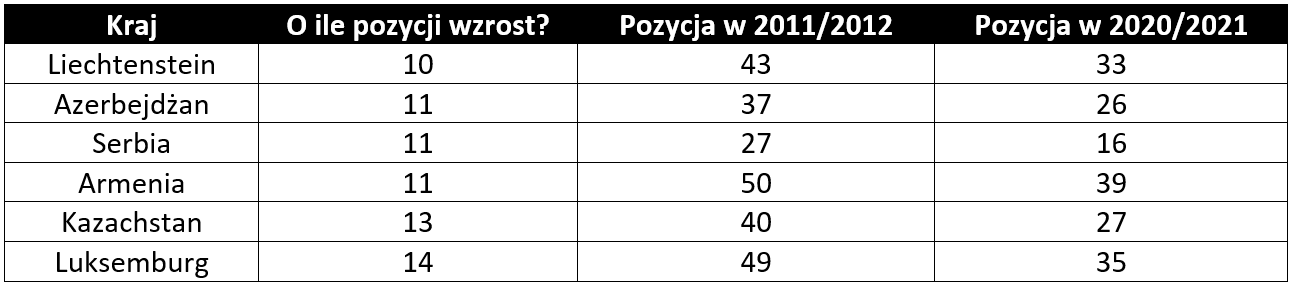 Kraj O ile pozycji wzrost? Pozycja w 2011/2012 Pozycja w 2020/2021
Liechtenstein 10 43 33
Azerbejdżan 11 37 26
Serbia 11 27 16
Armenia 11 50 39
Kazachstan 13 40 27
Luksemburg 14 49 35